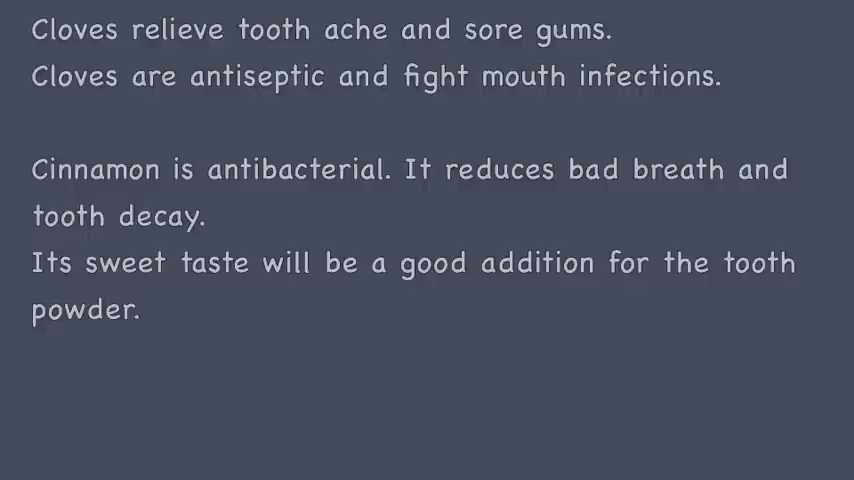 Cloves relieve tooth ache and sore gums.
Cloves are antiseptic and fight mouth infections.
Cinnamon is antibacterial. It reduces bad breath and
tooth decay.
Its sweet taste will be a good addition for the tooth
powder.